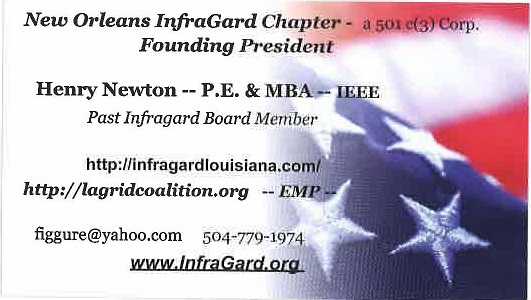 New Orleans InfraGard Chapter - a 501 c(3) Corp.
Founding President
Henry Newton -- P.E. & MBA -- IEEE
Past Infragard Board Member
http://infragardlouisiana.com/
http://lagridcoalition.org -- EMP --
figgure@yahoo.com 504-779-1974
www.InfraGard.org